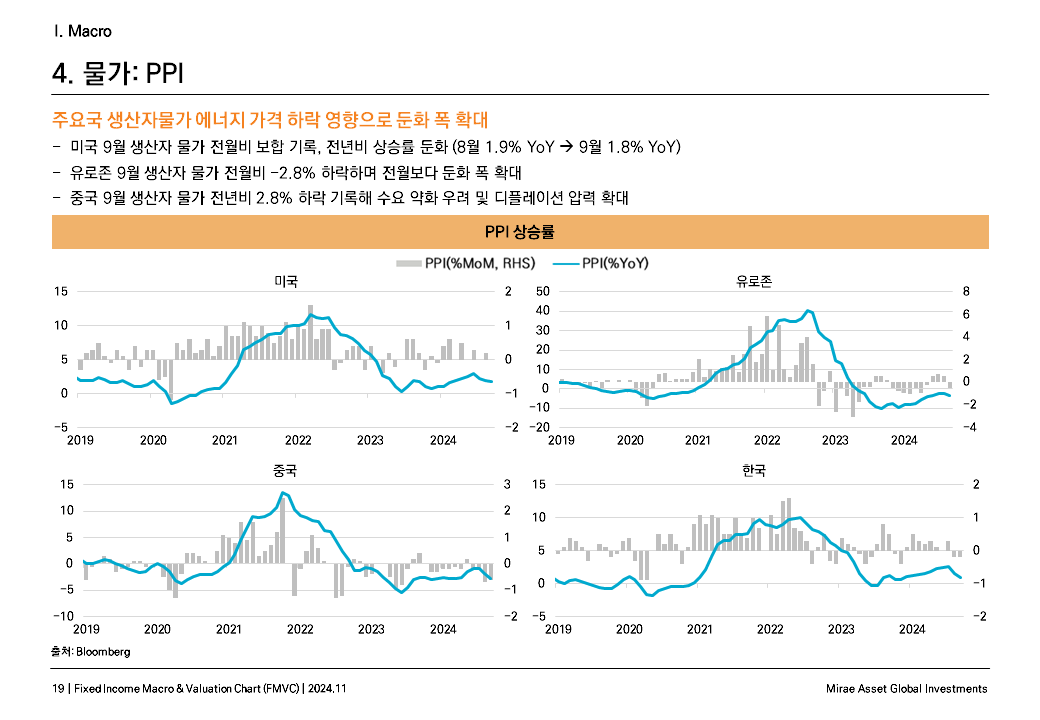 I. Macro
4. 물가: PPI
주요국 생산자물가 에너지 가격 하락 영향으로 둔화 폭 확대
- 미국 9월 생산자 물가 전월비 보합 기록, 전년비 상승률 둔화 (8월 1.9% YoY → 9월 1.8% YoY)
- 유로존 9월 생산자 물가 전월비 -2.8% 하락하며 전월보다 둔화 폭 확대
- 중국 9월 생산자 물가 전년비 2.8% 하락 기록해 수요 약화 우려 및 디플레이션 압력 확대
PPI 상승률
PPI(%MoM, RHS) PPI(%YoY)
미국
15 10 5 0 -5
2 1 0 -1 -2
2019 2020 2021 2022 2023 2024
유로존
50 40 30 20 10 0 -10 -20
8 6 4 2 0 -2 -4
2019 2020 2021 2022 2023 2024
중국
15 10 5 0 -5 -10
3 2 1 0 -1 -2
2019 2020 2021 2022 2023 2024
한국
15 10 5 0 -5
2 1 0 -1 -2
2019 2020 2021 2022 2023 2024
출처: Bloomberg
19 | Fixed Income Macro & Valuation Chart (FMVC) | 2024.11
Mirae Asset Global Investments